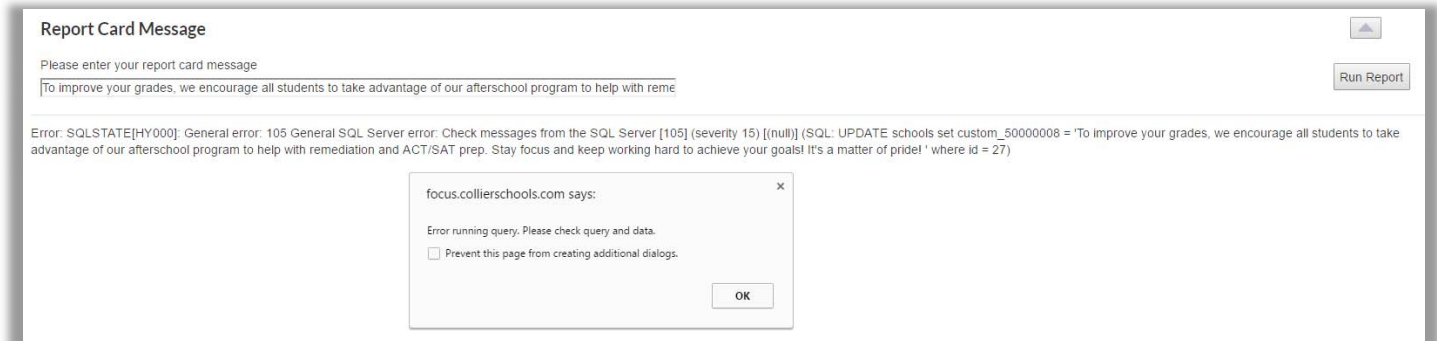 Report Card Message
Please enter your report card message
To improve your grades, we encourage all students to take advantage of our afterschool program to help with reme
Run Report
Error: SQLSTATE[HY000]: General error: 105 General SQL Server error: Check messages from the SQL Server [105] (severity 15) [(null)] (SQL: UPDATE schools set custom_50000008 = 'To improve your grades, we encourage all students to take
advantage of our afterschool program to help with remediation and ACT/SAT prep. Stay focus and keep working hard to achieve your goals! It's a matter of pride! ' where id = 27)
focus.collierschools.com says:
Error running query. Please check query and data.
Prevent this page from creating additional dialogs.
OK